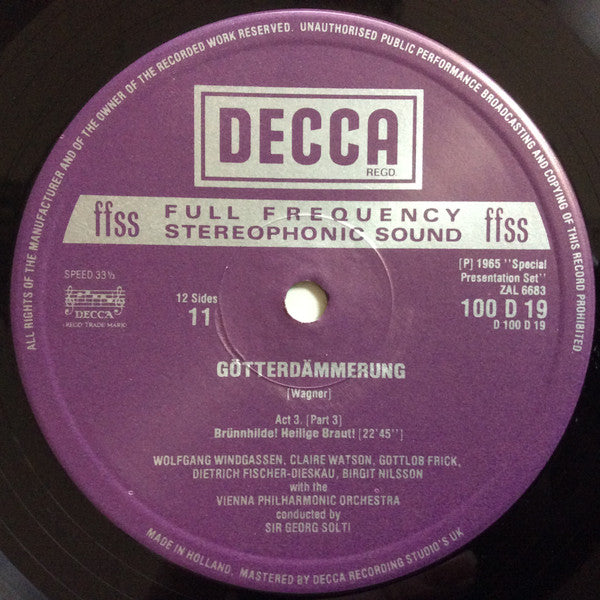 ALL RIGHTS OF THE MANUFACTURER AND OF THE OWNER OF THE RECORDED WORK RESERVED. UNAUTHORISED PUBLIC PERFORMANCE BROADCASTING AND COPYING OF THIS RECORD PROHIBITED.
DECCA
REGD.
ffss FULL FREQUENCY STEREOPHONIC SOUND ffss
SPEED 33⅓
DECCA
REGD TRADE MARK
12 Sides
11
[P] 1965 "Special
Presentation Set"
ZAL 6683
100 D 19
D 100 D 19
GÖTTERDÄMMERUNG
[Wagner]
Act 3. [Part 3]
Brünnhilde! Heilige Braut! [22'45"]
WOLFGANG WINDGASSEN, CLAIRE WATSON, GOTTLOB FRICK,
DIETRICH FISCHER-DIESKAU, BIRGIT NILSSON
with the
VIENNA PHILHARMONIC ORCHESTRA
conducted by
SIR GEORG SOLTI
MADE IN HOLLAND. MASTERED BY DECCA RECORDING STUDIO'S UK